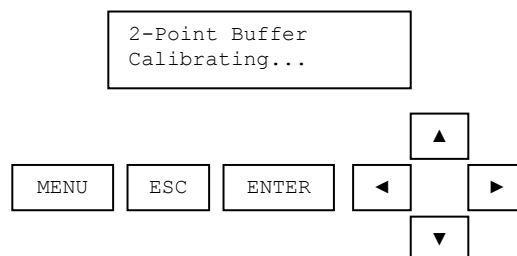 2-Point Buffer
Calibrating...
▲
MENU ESC ENTER ◄ ►
▼